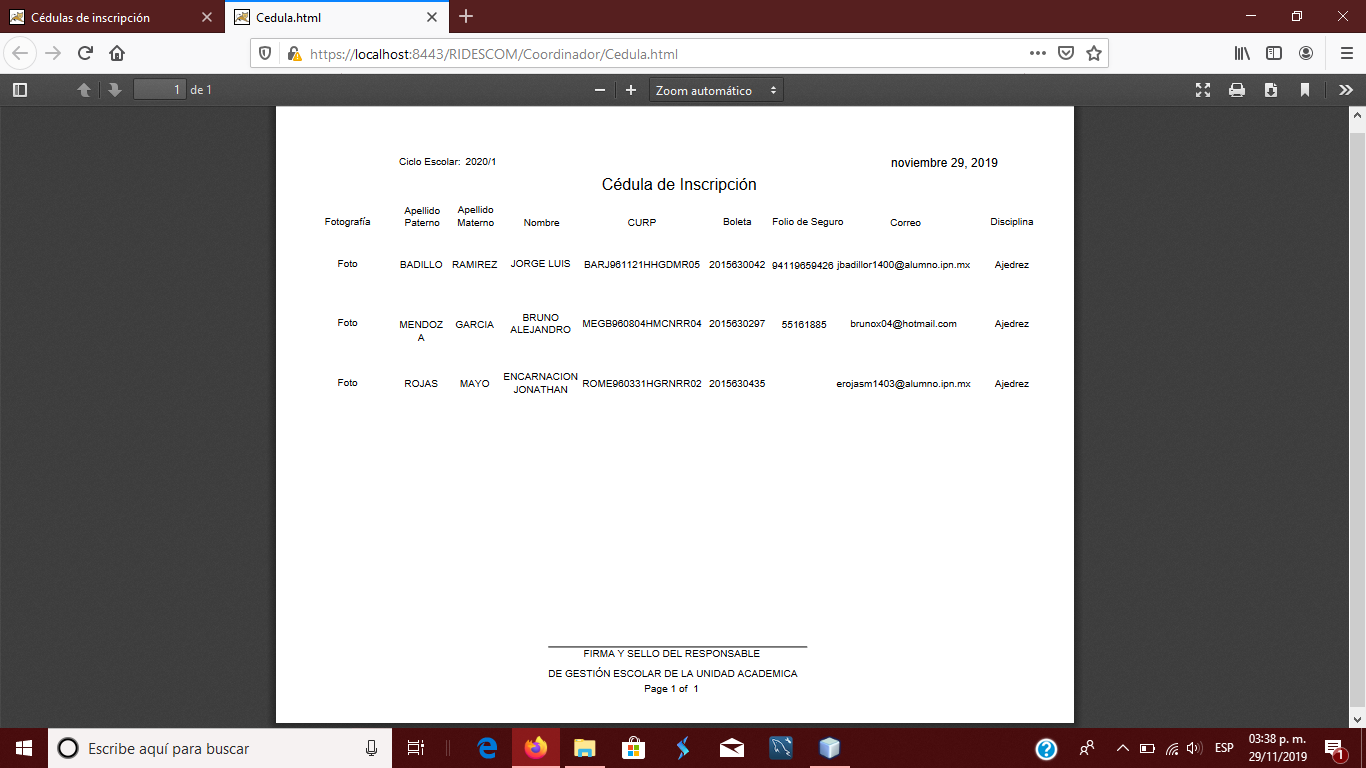 Cédulas de inscripción
Cedula.html
https://localhost:8443/RIDESCOM/Coordinador/Cedula.html
1 de 1
Zoom automático
Ciclo Escolar: 2020/1
noviembre 29, 2019
Cédula de Inscripción
Fotografía Apellido Paterno Apellido Materno Nombre CURP Boleta Folio de Seguro Correo Disciplina
Foto BADILLO RAMIREZ JORGE LUIS BARJ961121HHGDMR05 2015630042 94119659426 jbadillor1400@alumno.ipn.mx Ajedrez
Foto MENDOZ
A GARCIA BRUNO ALEJANDRO MEGB960804HMCNRR04 2015630297 55161885 brunox04@hotmail.com Ajedrez
Foto ROJAS MAYO ENCARNACION JONATHAN ROME960331HGRNRR02 2015630435 erojasm1403@alumno.ipn.mx Ajedrez
FIRMA Y SELLO DEL RESPONSABLE
DE GESTIÓN ESCOLAR DE LA UNIDAD ACADEMICA
Page 1 of 1
Escribe aquí para buscar
ESP
03:38 p. m.
29/11/2019
1